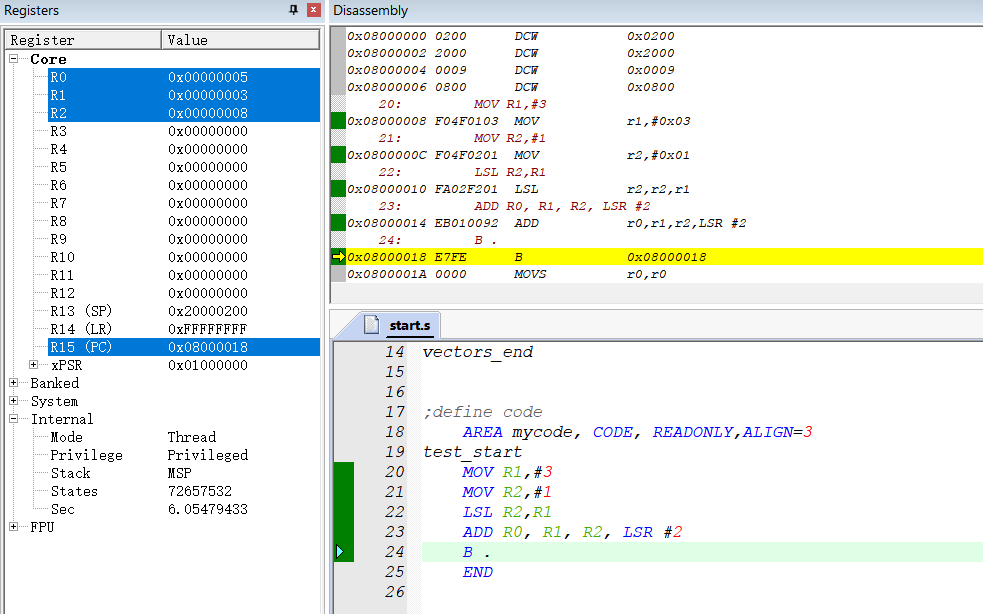 Registers
Register Value
Core
R0 0x00000005
R1 0x00000003
R2 0x00000008
R3 0x00000000
R4 0x00000000
R5 0x00000000
R6 0x00000000
R7 0x00000000
R8 0x00000000
R9 0x00000000
R10 0x00000000
R11 0x00000000
R12 0x00000000
R13 (SP) 0x20000200
R14 (LR) 0xFFFFFFFF
R15 (PC) 0x08000018
xPSR 0x01000000
Banked
System
Internal
Mode Thread
Privilege Privileged
Stack MSP
States 72657532
Sec 6.05479433
FPU
Disassembly
0x08000000 0200 DCW 0x0200
0x08000002 2000 DCW 0x2000
0x08000004 0009 DCW 0x0009
0x08000006 0800 DCW 0x0800
20: MOV R1,#3
0x08000008 F04F0103 MOV r1,#0x03
21: MOV R2,#1
0x0800000C F04F0201 MOV r2,#0x01
22: LSL R2,R1
0x08000010 FA02F201 LSL r2,r2,r1
23: ADD R0, R1, R2, LSR #2
0x08000014 EB010092 ADD r0,r1,r2,LSR #2
24: B .
0x08000018 E7FE B 0x08000018
0x0800001A 0000 MOVS r0,r0
start.s
14 vectors_end
15
16
17 ;define code
18 AREA mycode, CODE, READONLY,ALIGN=3
19 test_start
20 MOV R1,#3
21 MOV R2,#1
22 LSL R2,R1
23 ADD R0, R1, R2, LSR #2
24 B .
25 END
26